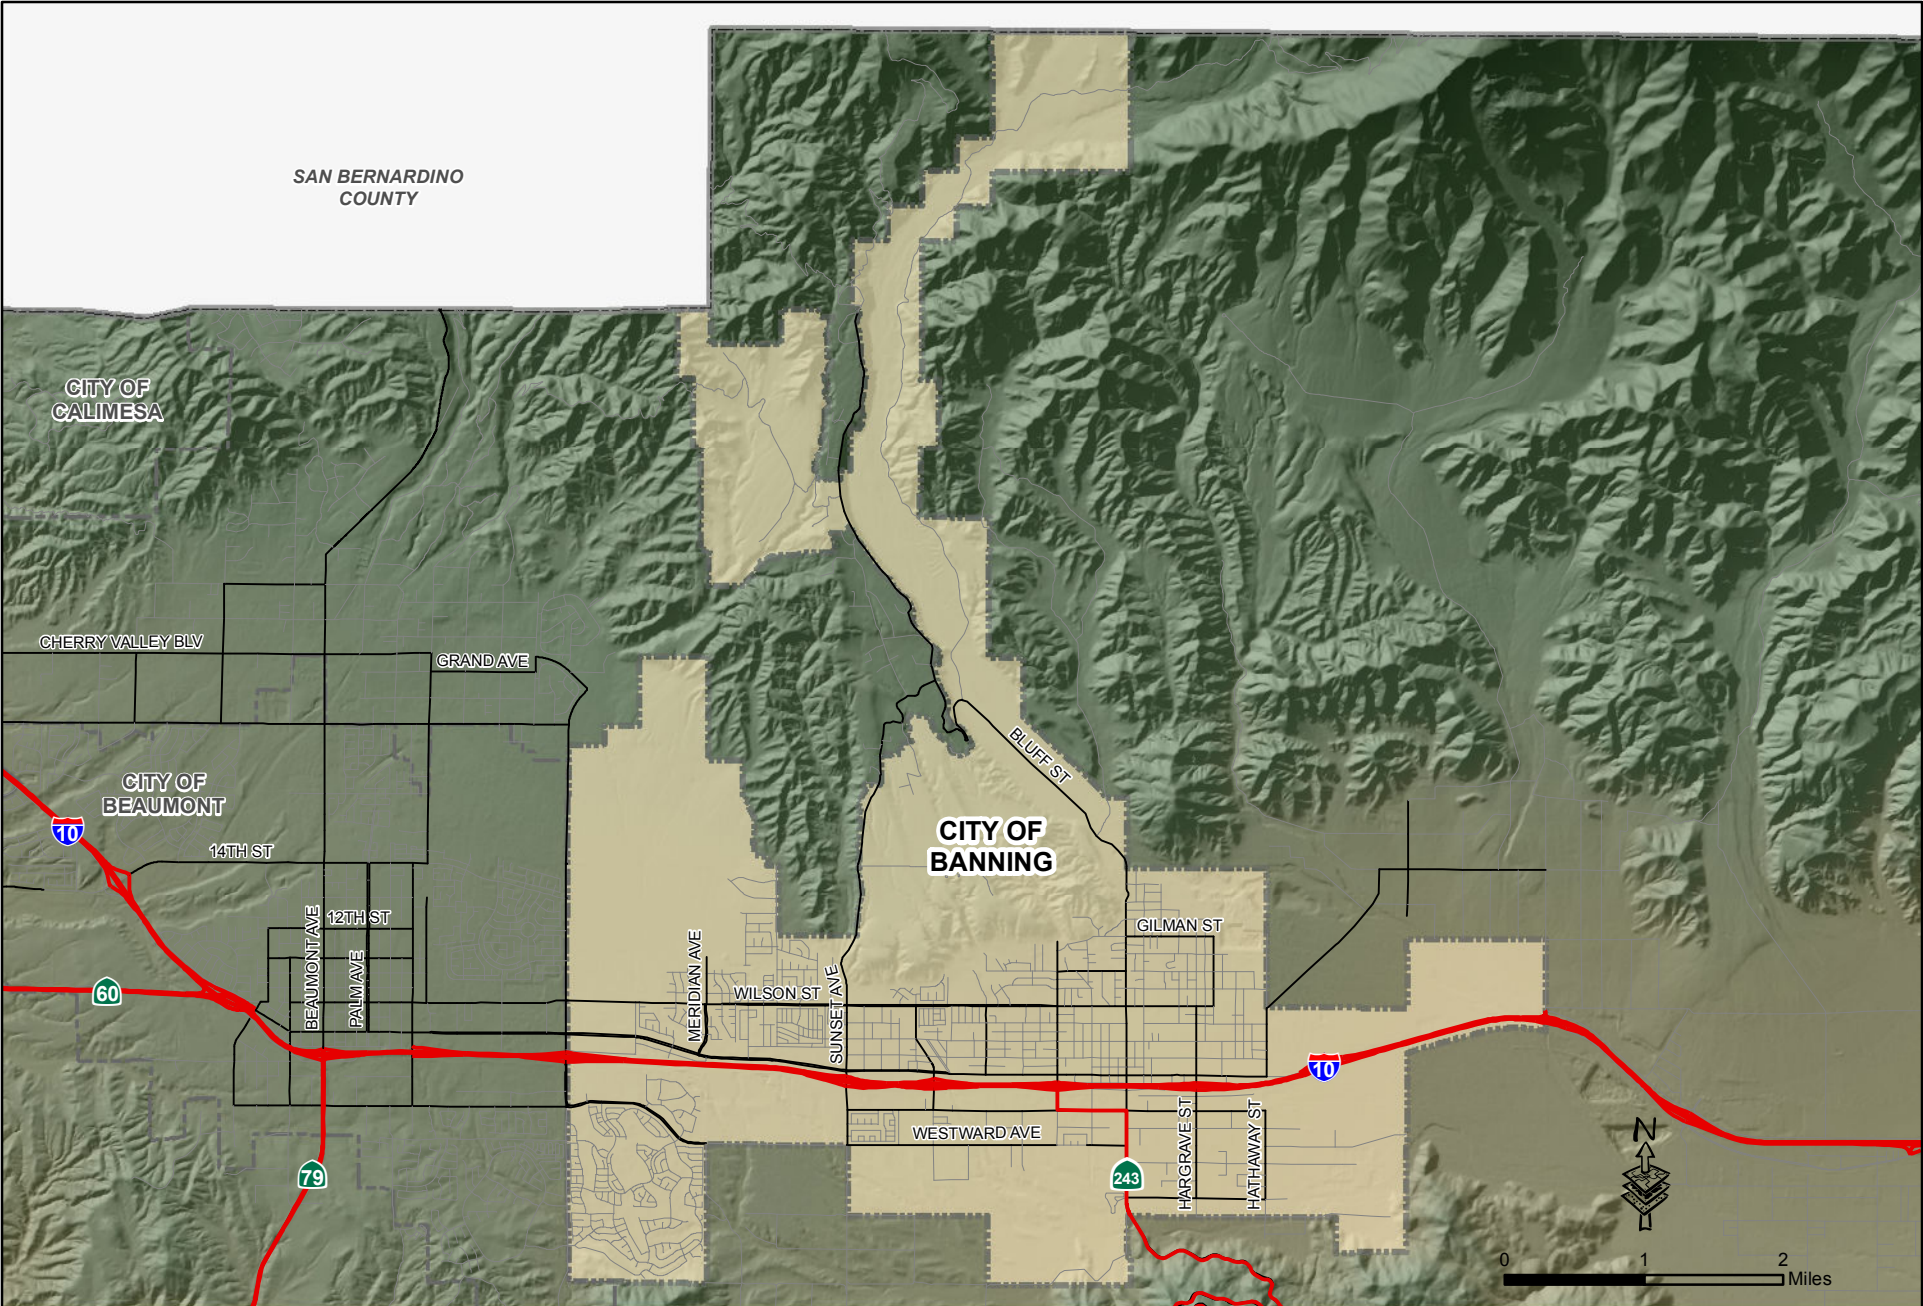 SAN BERNARDINO
COUNTY
CITY OF
CALIMESA
CHERRY VALLEY BLV
GRAND AVE
BLUFF ST
CITY OF
BEAUMONT
10
14TH ST
CITY OF
BANNING
12TH ST
BEAUMONT AVE
PALM AVE
GILMAN ST
MERIDIAN AVE
SUNSET AVE
WILSON ST
60
10
WESTWARD AVE
HARGRAVE ST
HATHAWAY ST
N
79
243
0 1 2
Miles